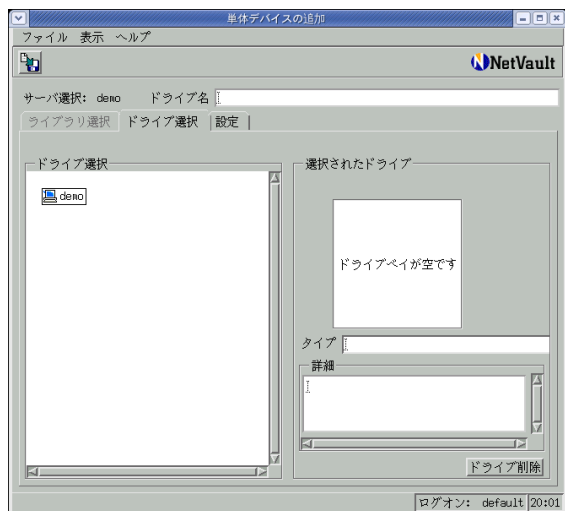 単体デバイスの追加
ファイル 表示 ヘルプ
NetVault
サーバ選択: demo ドライブ名
ライブラリ選択 ドライブ選択 設定
ドライブ選択
demo
選択されたドライブ
ドライブベイが空です
タイプ
詳細
ドライブ削除
ログオン: default 20:01